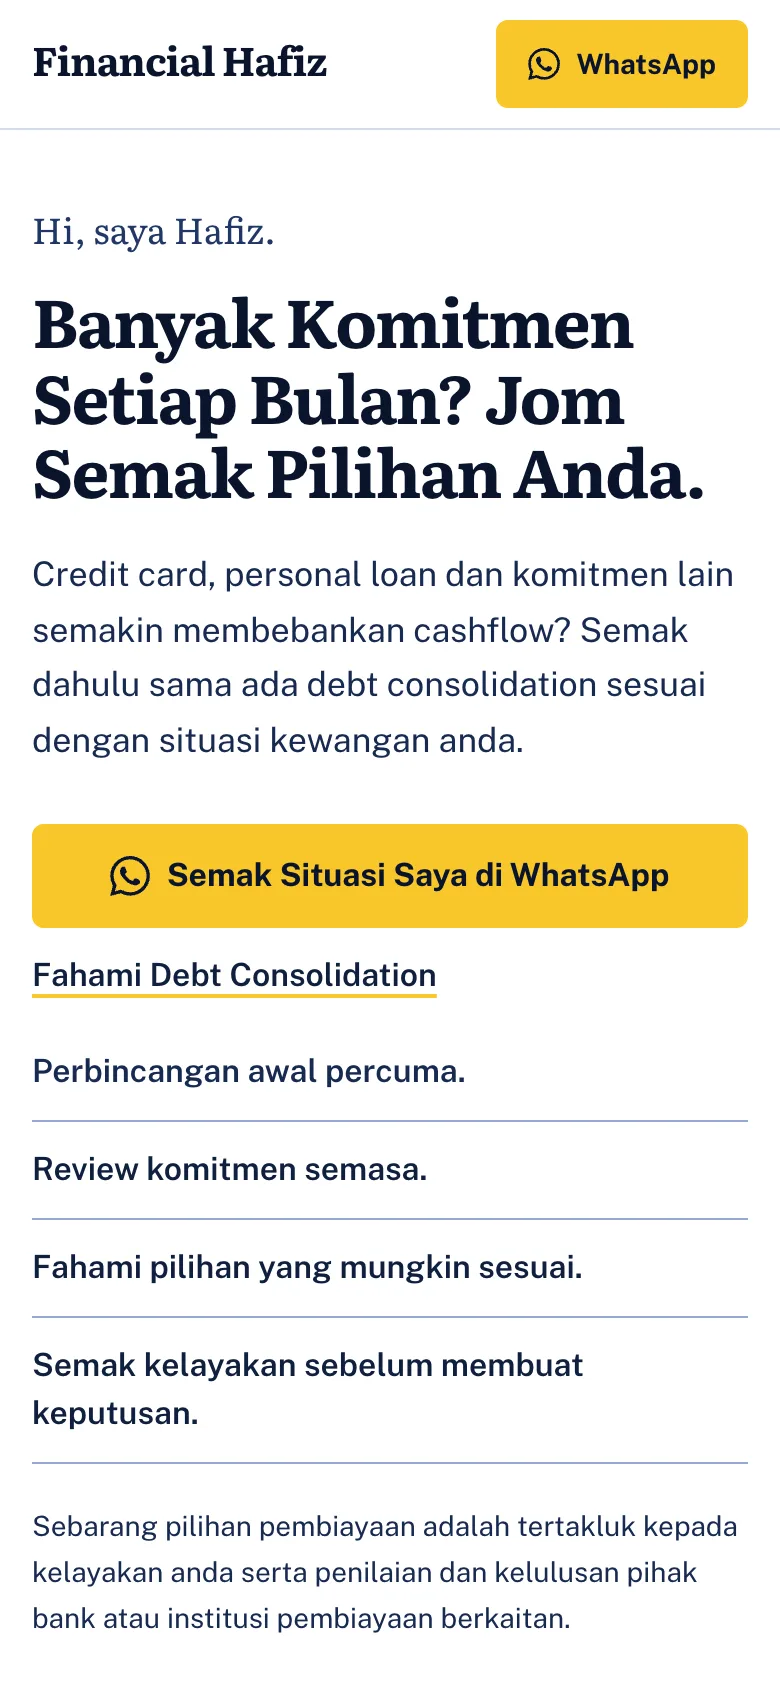 Financial Hafiz
WhatsApp
Hi, saya Hafiz.
Banyak Komitmen
Setiap Bulan? Jom
Semak Pilihan Anda.
Credit card, personal loan dan komitmen lain
semakin membebankan cashflow? Semak
dahulu sama ada debt consolidation sesuai
dengan situasi kewangan anda.
Semak Situasi Saya di WhatsApp
Fahami Debt Consolidation
Perbincangan awal percuma.
Review komitmen semasa.
Fahami pilihan yang mungkin sesuai.
Semak kelayakan sebelum membuat
keputusan.
Sebarang pilihan pembiayaan adalah tertakluk kepada
kelayakan anda serta penilaian dan kelulusan pihak
bank atau institusi pembiayaan berkaitan.